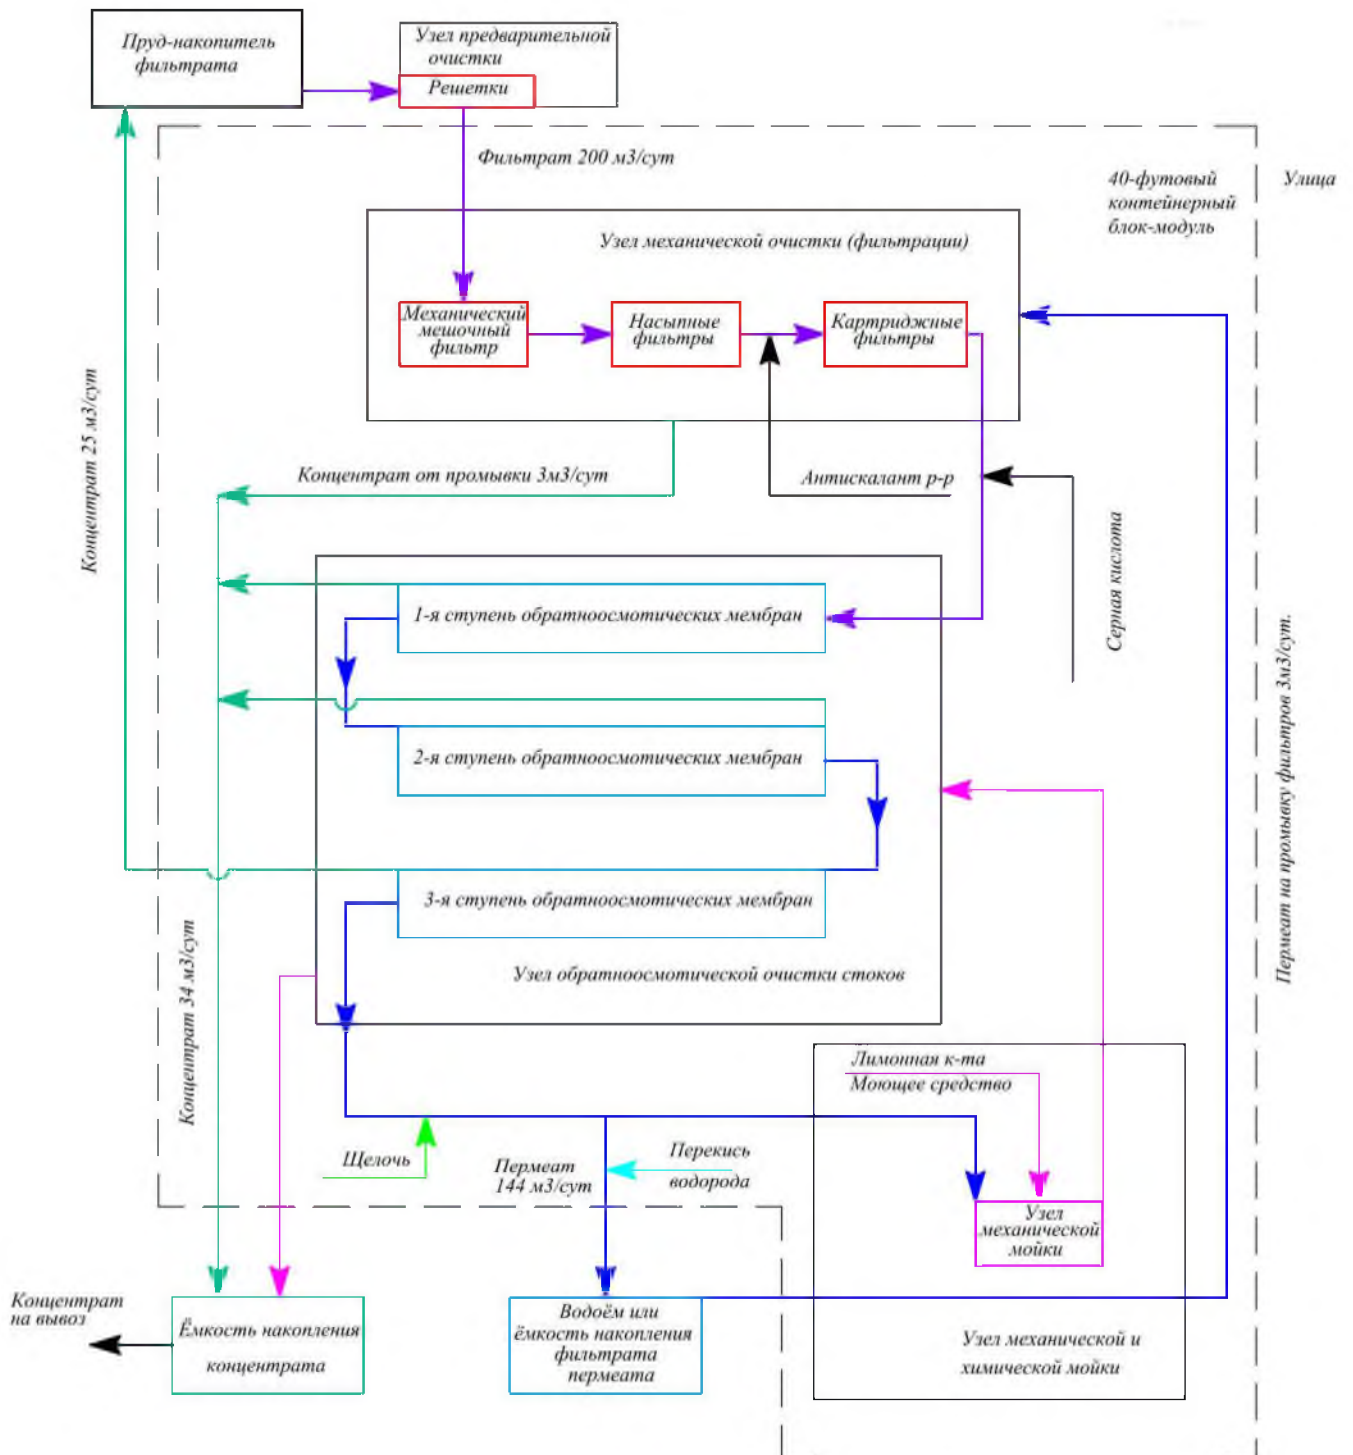 Пруд-накопитель
фильтрата
Узел предварительной
очистки
Решетки
Фильтрат 200 м3/сут
40-футовый
контейнерный
блок-модуль
Улица
Узел механической очистки (фильтрации)
Механический
мешочный
фильтр
Насыпные
фильтры
Картриджные
фильтры
Концентрат 25 м3/сут
Концентрат от промывки 3м3/сут
Антискалант р-р
Серная кислота
1-я ступень обратноосмотических мембран
2-я ступень обратноосмотических мембран
3-я ступень обратноосмотических мембран
Узел обратноосмотической очистки стоков
Пермеат на промывку фильтров 3м3/сут.
Концентрат 34 м3/сут
Лимонная к-та
Моющее средство
Щелочь
Пермеат
144 м3/сут
Перекись
водорода
Узел
механической
мойки
Концентрат
на вывоз
Ёмкость накопления
концентрата
Водоём или
ёмкость накопления
фильтрата
пермеата
Узел механической и
химической мойки